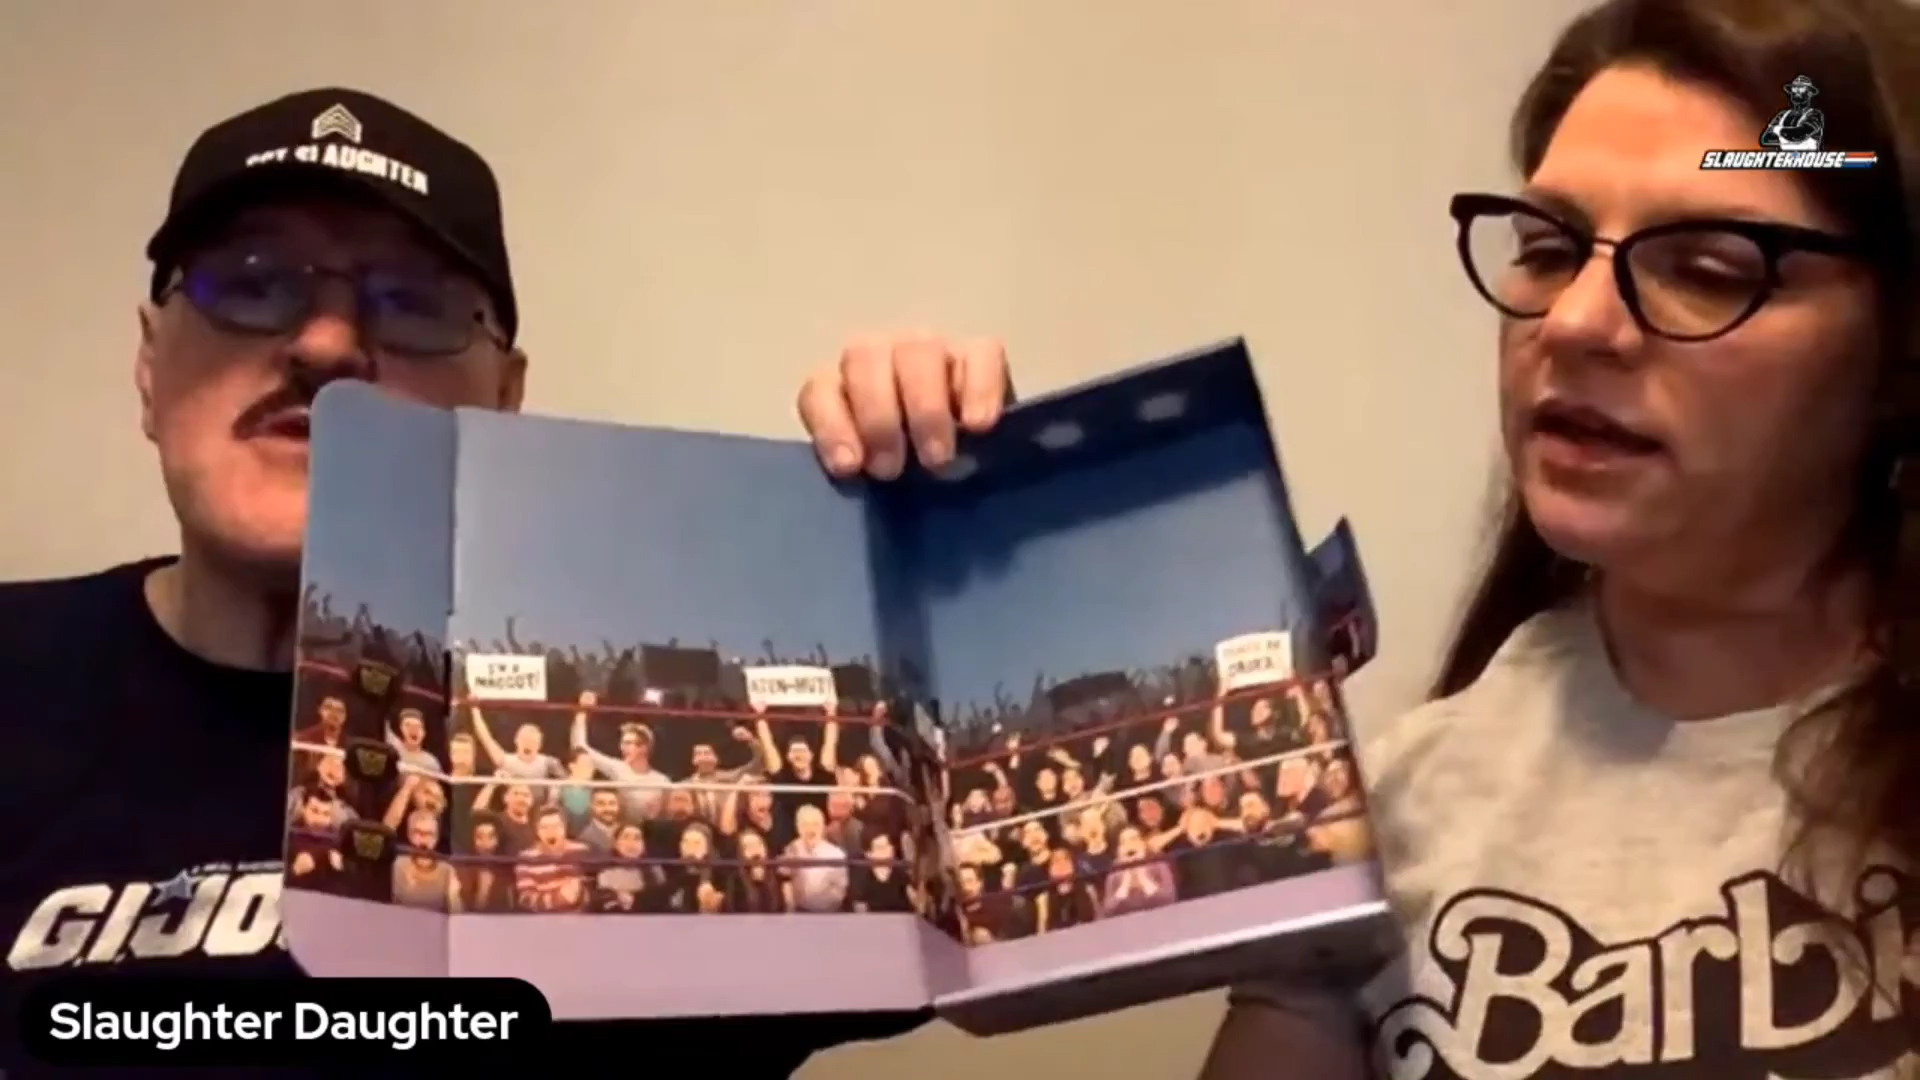 SGT SLAUGHTER
SLAUGHTERHOUSE
I'M A
MAGGOT!
ATEN-HUT!
G.I.JO
Barbi
Slaughter Daughter